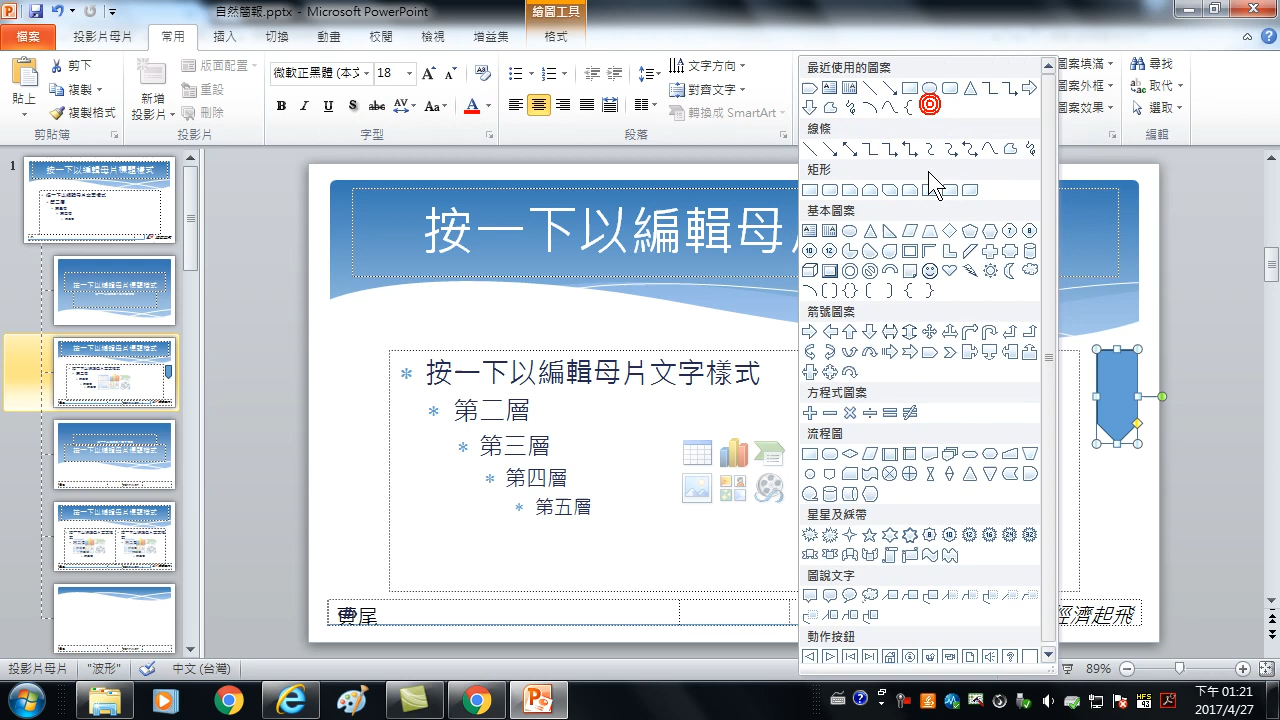 自然簡報.pptx - Microsoft PowerPoint
繪圖工具
檔案 投影片母片 常用 插入 切換 動畫 校閱 檢視 增益集 格式
貼上
剪下
複製
複製格式
剪貼簿
新增
投影片
版面配置
重設
刪除
投影片
微軟正黑體 (本文 18
B I U S abc AV Aa A
字型
文字方向
對齊文字
轉換成 SmartArt
段落
圖案填滿
圖案外框
圖案效果
尋找
取代
選取
編輯
最近使用的圖案
線條
矩形
基本圖案
箭號圖案
方程式圖案
流程圖
星星及綵帶
圖說文字
動作按鈕
1
按一下以編輯母片標題樣式
按一下以編輯母
按一下以編輯母片文字樣式
第二層
第三層
第四層
第五層
頁尾
經濟起飛
投影片母片 "波形" 中文 (台灣)
89%
下午 01:21
2017/4/27